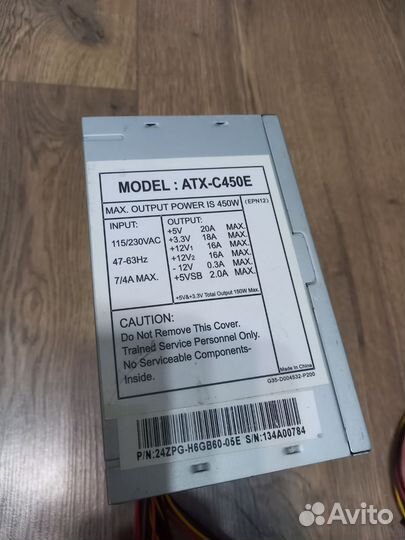 MODEL : ATX-C450E
MAX. OUTPUT POWER IS 450W (EPN12)
INPUT:
115/230VAC
47-63Hz
7/4A MAX.
OUTPUT:
+5V 20A MAX.
+3.3V 18A MAX.
+12V1 16A MAX.
+12V2 16A MAX.
- 12V 0.3A MAX.
+5VSB 2.0A MAX.
+5V&+3.3V Total Output 150W Max.
CAUTION:
Do Not Remove This Cover.
Trained Service Personnel Only.
No Serviceable Components-
Inside.
Made in China
G35-D004532-P200
P/N:24ZPG-H6GB60-05E S/N:134A00784
Avito